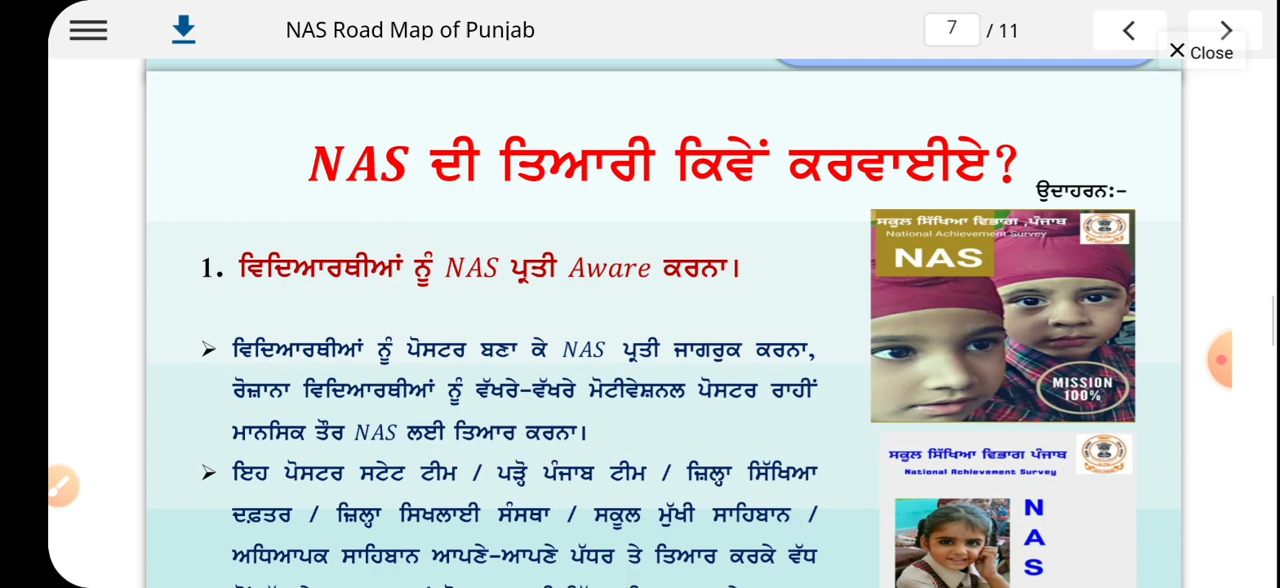 NAS Road Map of Punjab
7 / 11
Close
NAS ਦੀ ਤਿਆਰੀ ਕਿਵੇਂ ਕਰਵਾਈਏ?
ਉਦਾਹਰਨ:-
1. ਵਿਦਿਆਰਥੀਆਂ ਨੂੰ NAS ਪ੍ਰਤੀ Aware ਕਰਨਾ।
➢ ਵਿਦਿਆਰਥੀਆਂ ਨੂੰ ਪੋਸਟਰ ਬਣਾ ਕੇ NAS ਪ੍ਰਤੀ ਜਾਗਰੁਕ ਕਰਨਾ,
ਰੋਜ਼ਾਨਾ ਵਿਦਿਆਰਥੀਆਂ ਨੂੰ ਵੱਖਰੇ-ਵੱਖਰੇ ਮੋਟੀਵੇਸ਼ਨਲ ਪੋਸਟਰ ਰਾਹੀਂ
ਮਾਨਸਿਕ ਤੌਰ NAS ਲਈ ਤਿਆਰ ਕਰਨਾ।
➢ ਇਹ ਪੋਸਟਰ ਸਟੇਟ ਟੀਮ / ਪੜ੍ਹੋ ਪੰਜਾਬ ਟੀਮ / ਜ਼ਿਲ੍ਹਾ ਸਿੱਖਿਆ
ਦਫ਼ਤਰ / ਜ਼ਿਲ੍ਹਾ ਸਿਖਲਾਈ ਸੰਸਥਾ / ਸਕੂਲ ਮੁੱਖੀ ਸਾਹਿਬਾਨ /
ਅਧਿਆਪਕ ਸਾਹਿਬਾਨ ਆਪਣੇ-ਆਪਣੇ ਪੱਧਰ ਤੇ ਤਿਆਰ ਕਰਕੇ ਵੱਧ
ਸਕੂਲ ਸਿੱਖਿਆ ਵਿਭਾਗ ,ਪੰਜਾਬ
National Achievement Survey
NAS
MISSION
100%
ਸਕੂਲ ਸਿੱਖਿਆ ਵਿਭਾਗ ਪੰਜਾਬ
National Achievement Survey
N
A
S